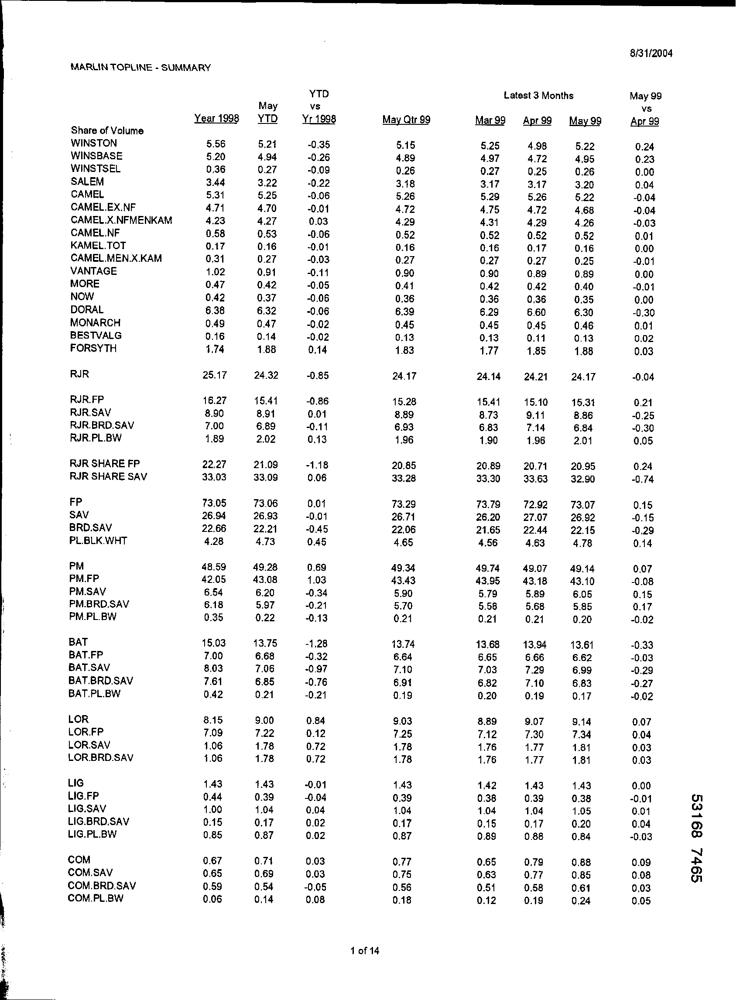 8/31/2004
MARLIN TOPLINE - SUMMARY
YTD Latest 3 Months May 99
May vs vs
Year 1998 YTD Yr 1998 May Qtr 99 Mar 99 Apr 99 May 99 Apr 99
Share of Volume
WINSTON 5.56 5.21 -0.35 5.15 5.25 4.98 5.22 0.24
WINSBASE 5.20 4.94 -0.26 4.89 4.97 4.72 4.95 0.23
WINSTSEL 0.36 0.27 -0.09 0.26 0.27 0.25 0.26 0.00
SALEM 3.44 3.22 -0.22 3.18 3.17 3.17 3.20 0.04
CAMEL 5.31 5.25 -0.06 5.26 5.29 5.26 5.22 -0.04
CAMEL.EX.NF 4.71 4.70 -0.01 4.72 4.75 4.72 4.68 -0.04
CAMEL.X.NFMENKAM 4.23 4.27 0.03 4.29 4.31 4.29 4.26 -0.03
CAMEL.NF 0.58 0.53 -0.06 0.52 0.52 0.52 0.52 0.01
KAMEL.TOT 0.17 0.16 -0.01 0.16 0.16 0.17 0.16 0.00
CAMEL.MEN.X.KAM 0.31 0.27 -0.03 0.27 0.27 0.27 0.25 -0.01
VANTAGE 1.02 0.91 -0.11 0.90 0.90 0.89 0.89 0.00
MORE 0.47 0.42 -0.05 0.41 0.42 0.42 0.40 -0.01
NOW 0.42 0.37 -0.06 0.36 0.36 0.36 0.35 0.00
DORAL 6.38 6.32 -0.06 6.39 6.29 6.60 6.30 -0.30
MONARCH 0.49 0.47 -0.02 0.45 0.45 0.45 0.46 0.01
BESTVALG 0.16 0.14 -0.02 0.13 0.13 0.11 0.13 0.02
FORSYTH 1.74 1.88 0.14 1.83 1.77 1.85 1.88 0.03
RJR 25.17 24.32 -0.85 24.17 24.14 24.21 24.17 -0.04
RJR.FP 16.27 15.41 -0.86 15.28 15.41 15.10 15.31 0.21
RJR.SAV 8.90 8.91 0.01 8.89 8.73 9.11 8.86 -0.25
RJR.BRD.SAV 7.00 6.89 -0.11 6.93 6.83 7.14 6.84 -0.30
RJR.PL.BW 1.89 2.02 0.13 1.96 1.90 1.96 2.01 0.05
RJR SHARE FP 22.27 21.09 -1.18 20.85 20.89 20.71 20.95 0.24
RJR SHARE SAV 33.03 33.09 0.06 33.28 33.30 33.63 32.90 -0.74
FP 73.05 73.06 0.01 73.29 73.79 72.92 73.07 0.15
SAV 26.94 26.93 -0.01 26.71 26.20 27.07 26.92 -0.15
BRD.SAV 22.66 22.21 -0.45 22.06 21.65 22.44 22.15 -0.29
PL.BLK.WHT 4.28 4.73 0.45 4.65 4.56 4.63 4.78 0.14
PM 48.59 49.28 0.69 49.34 49.74 49.07 49.14 0.07
PM.FP 42.05 43.08 1.03 43.43 43.95 43.18 43.10 -0.08
PM.SAV 6.54 6.20 -0.34 5.90 5.79 5.89 6.05 0.15
PM.BRD.SAV 6.18 5.97 -0.21 5.70 5.58 5.68 5.85 0.17
PM.PL.BW 0.35 0.22 -0.13 0.21 0.21 0.21 0.20 -0.02
BAT 15.03 13.75 -1.28 13.74 13.68 13.94 13.61 -0.33
BAT.FP 7.00 6.68 -0.32 6.64 6.65 6.66 6.62 -0.03
BAT.SAV 8.03 7.06 -0.97 7.10 7.03 7.29 6.99 -0.29
BAT.BRD.SAV 7.61 6.85 -0.76 6.91 6.82 7.10 6.83 -0.27
BAT.PL.BW 0.42 0.21 -0.21 0.19 0.20 0.19 0.17 -0.02
LOR 8.15 9.00 0.84 9.03 8.89 9.07 9.14 0.07
LOR.FP 7.09 7.22 0.12 7.25 7.12 7.30 7.34 0.04
LOR.SAV 1.06 1.78 0.72 1.78 1.76 1.77 1.81 0.03
LOR.BRD.SAV 1.06 1.78 0.72 1.78 1.76 1.77 1.81 0.03
LIG 1.43 1.43 -0.01 1.43 1.42 1.43 1.43 0.00
LIG.FP 0.44 0.39 -0.04 0.39 0.38 0.39 0.38 -0.01
LIG.SAV 1.00 1.04 0.04 1.04 1.04 1.04 1.05 0.01
LIG.BRD.SAV 0.15 0.17 0.02 0.17 0.15 0.17 0.20 0.04
LIG.PL.BW 0.85 0.87 0.02 0.87 0.89 0.88 0.84 -0.03
COM 0.67 0.71 0.03 0.77 0.65 0.79 0.88 0.09
COM.SAV 0.65 0.69 0.03 0.75 0.63 0.77 0.85 0.08
COM.BRD.SAV 0.59 0.54 -0.05 0.56 0.51 0.58 0.61 0.03
COM.PL.BW 0.06 0.14 0.08 0.18 0.12 0.19 0.24 0.05
1 of 14
53168 7465